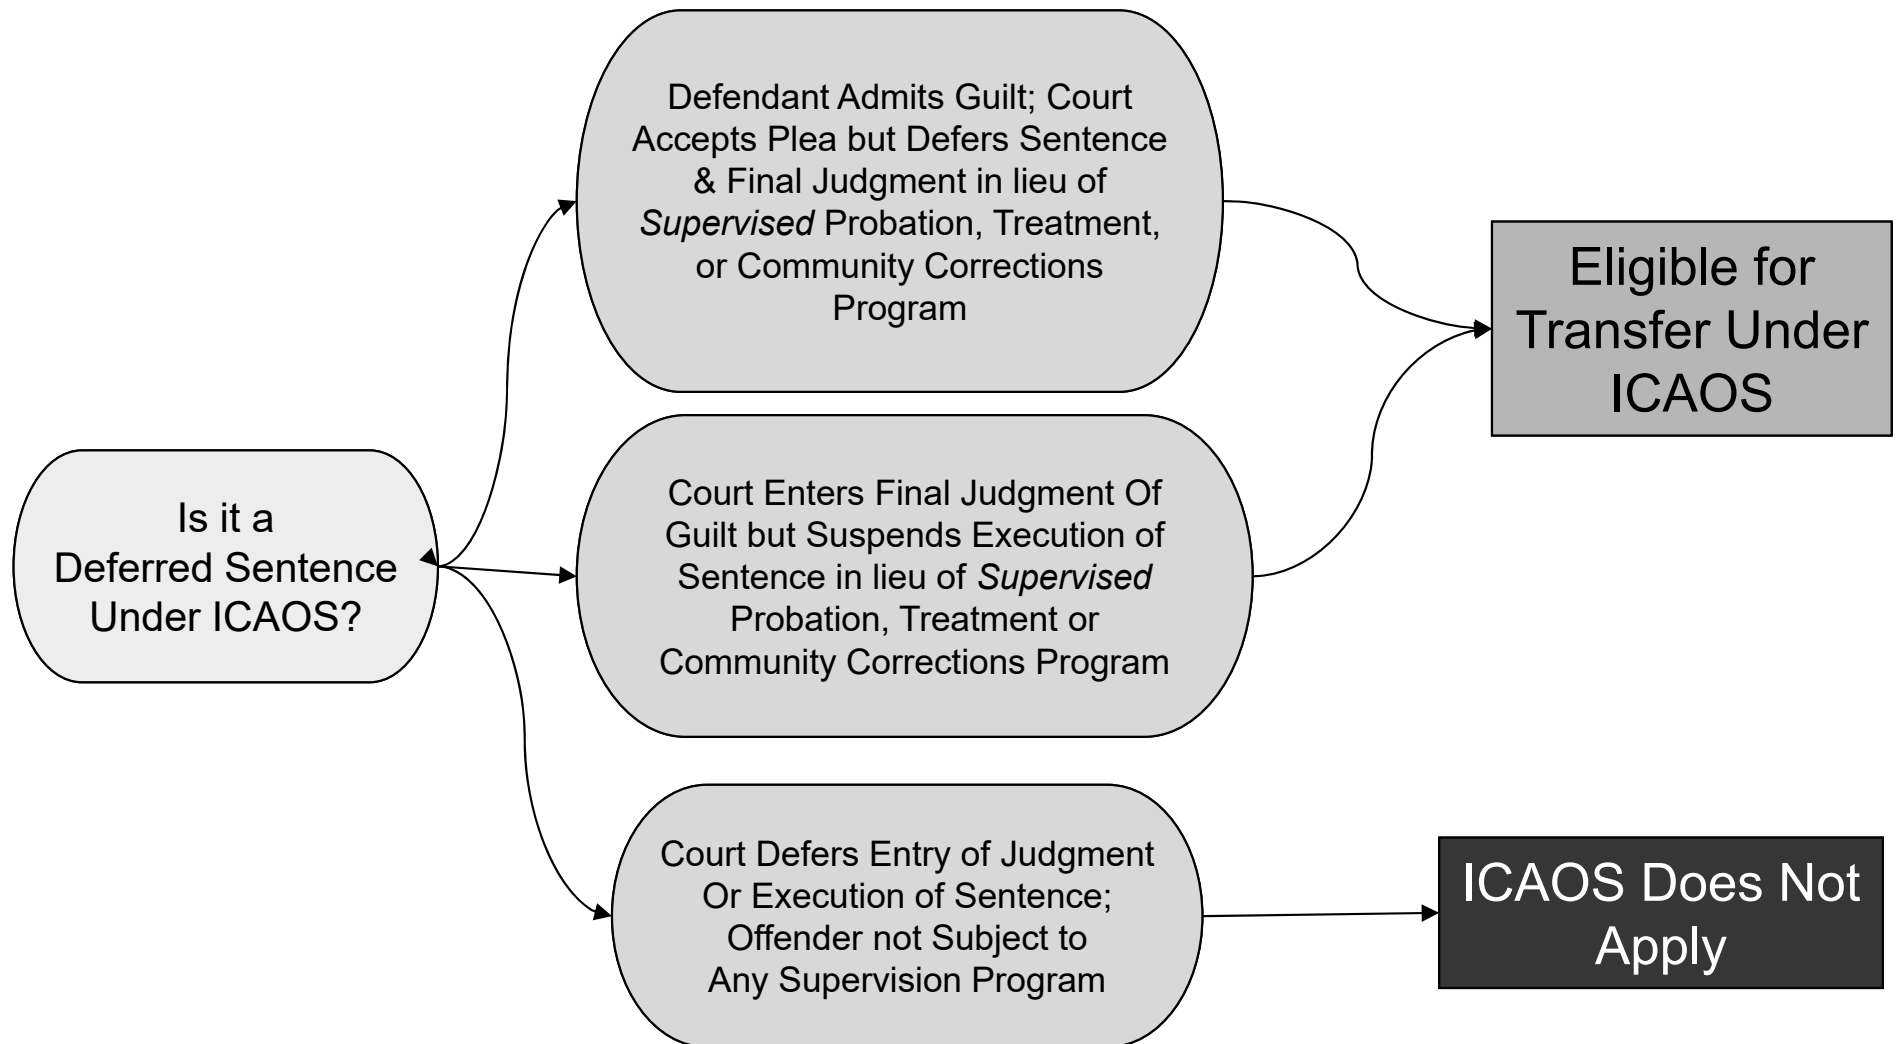 Defendant Admits Guilt; Court
Accepts Plea but Defers Sentence
& Final Judgment in lieu of
Supervised Probation, Treatment,
or Community Corrections
Program
Eligible for
Transfer Under
ICAOS
Is it a
Deferred Sentence
Under ICAOS?
Court Enters Final Judgment Of
Guilt but Suspends Execution of
Sentence in lieu of Supervised
Probation, Treatment or
Community Corrections Program
Court Defers Entry of Judgment
Or Execution of Sentence;
Offender not Subject to
Any Supervision Program
ICAOS Does Not
Apply